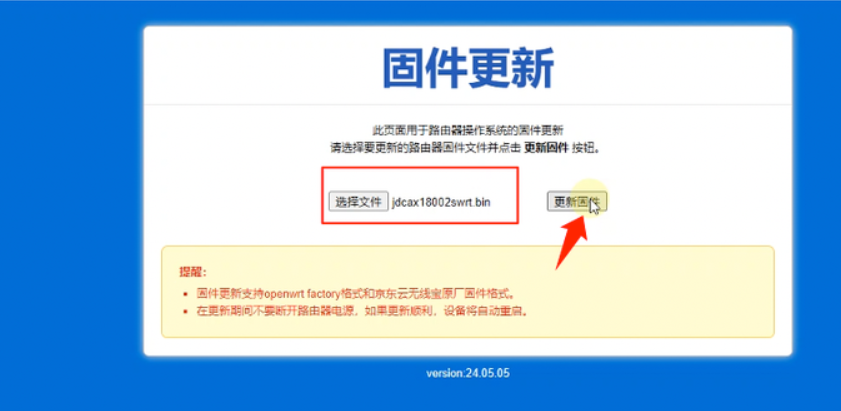 固件更新
此页面用于路由器操作系统的固件更新
请选择要更新的路由器固件文件并点击 更新固件 按钮。
选择文件 jdcax18002swrt.bin 更新固件
提醒：
固件更新支持openwrt factory格式和京东云无线宝原厂固件格式。
在更新期间不要断开路由器电源，如果更新顺利，设备将自动重启。
version:24.05.05